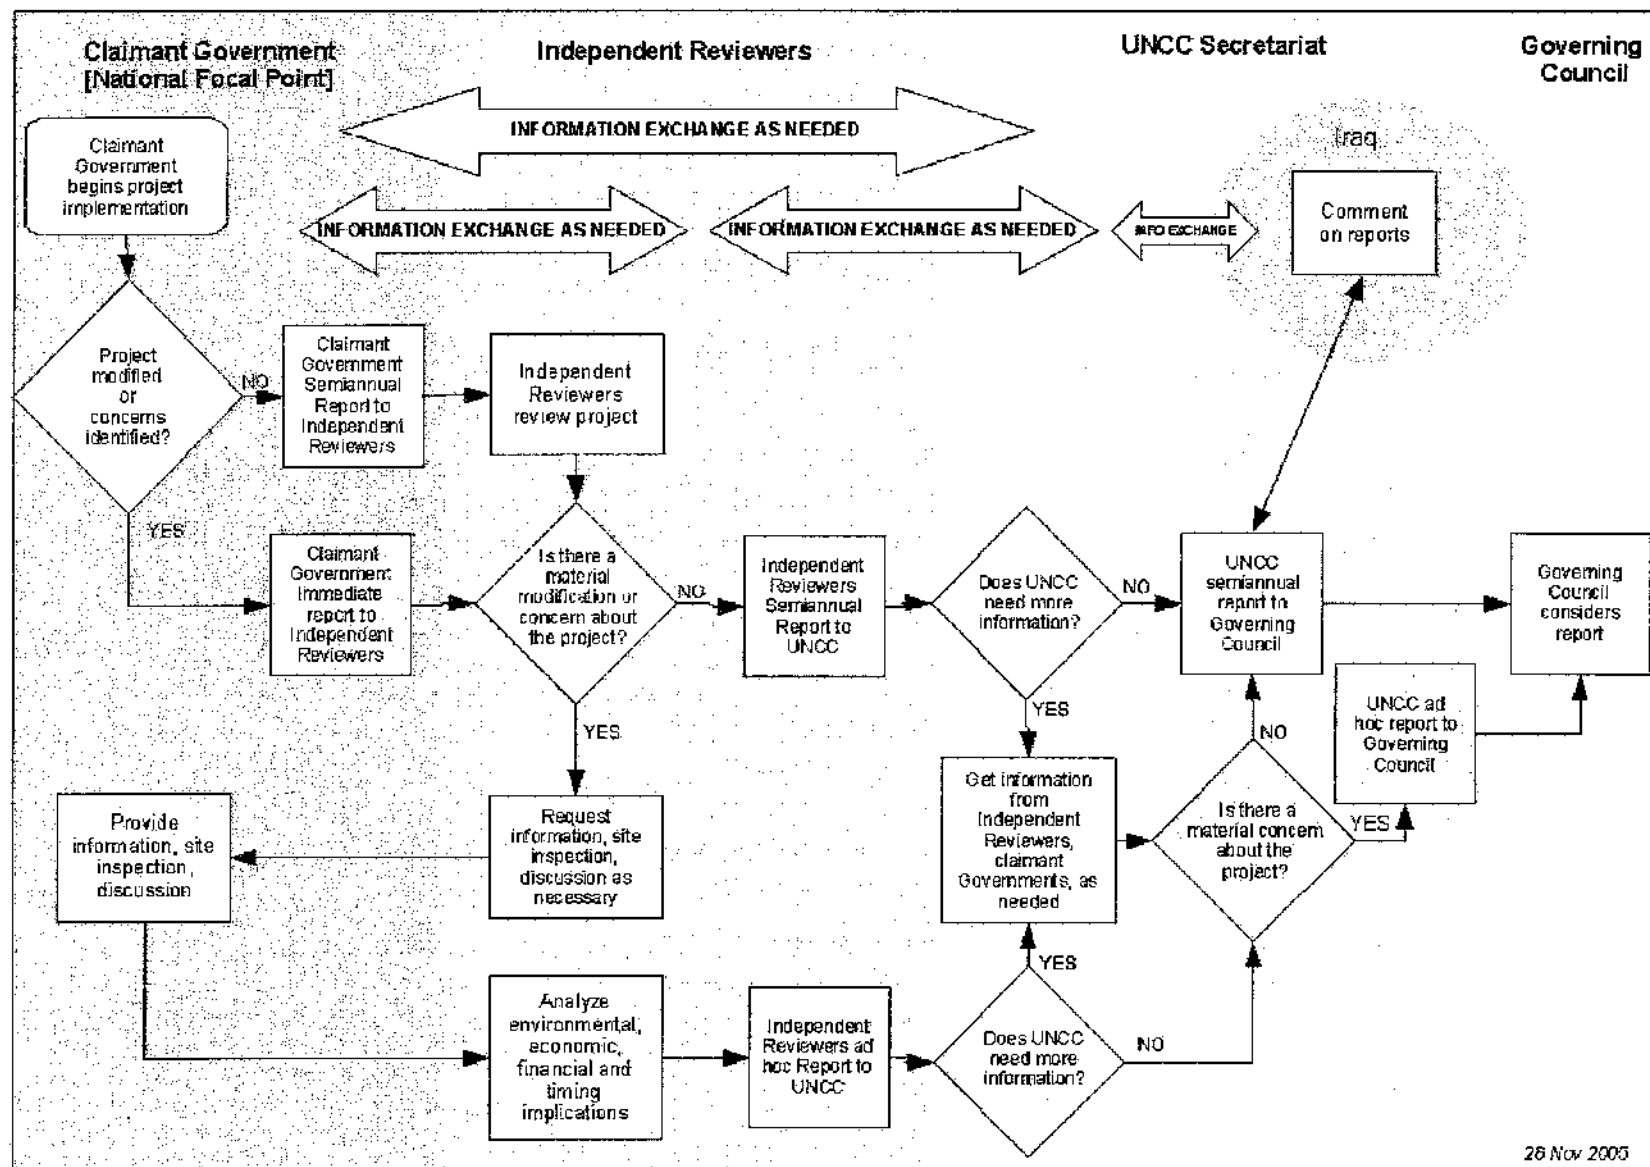 Claimant Government
[National Focal Point]
Independent Reviewers
UNCC Secretariat
Governing
Council
INFORMATION EXCHANGE AS NEEDED
Iraq
Claimant
Government
begins project
implementation
INFORMATION EXCHANGE AS NEEDED
INFORMATION EXCHANGE AS NEEDED
INFO EXCHANGE
Comment
on reports
Project
modified
or
concerns
identified?
NO
Claimant
Government
Semiannual
Report to
Independent
Reviewers
Independent
Reviewers
review project
YES
Claimant
Government
Immediate
report to
Independent
Reviewers
Is there a
material
modification or
concern about
the project?
NO
Independent
Reviewers
Semiannual
Report to
UNCC
Does UNCC
need more
information?
NO
UNCC
semiannual
report to
Governing
Council
Governing
Council
considers
report
YES
YES
NO
UNCC ad
hoc report to
Governing
Council
Provide
information, site
inspection,
discussion
Request
information, site
inspection,
discussion as
necessary
Get information
from
Independent
Reviewers,
claimant
Governments, as
needed
Is there a
material concern
about the
project?
YES
YES
Analyze
environmental,
economic,
financial and
timing
implications
Independent
Reviewers ad
hoc Report to
UNCC
Does UNCC
need more
information?
NO
28 Nov 2005